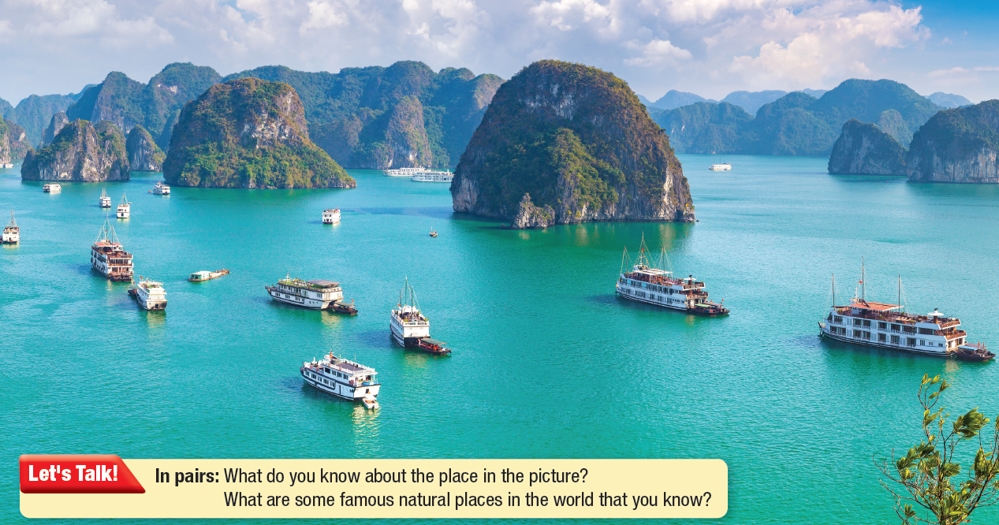 Let's Talk!
In pairs: What do you know about the place in the picture?
What are some famous natural places in the world that you know?